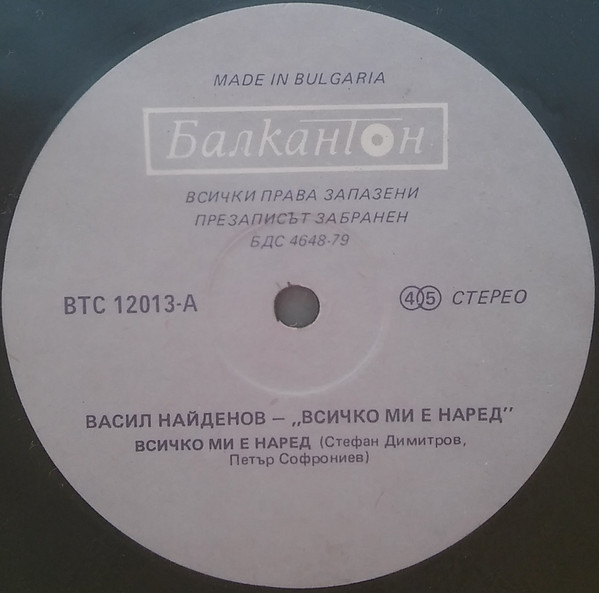 MADE IN BULGARIA
Балкантон
ВСИЧКИ ПРАВА ЗАПАЗЕНИ
ПРЕЗАПИСЪТ ЗАБРАНЕН
БДС 4648-79
ВТС 12013-А
45 СТЕРЕО
ВАСИЛ НАЙДЕНОВ – „ВСИЧКО МИ Е НАРЕД”
ВСИЧКО МИ Е НАРЕД (Стефан Димитров,
Петър Софрониев)